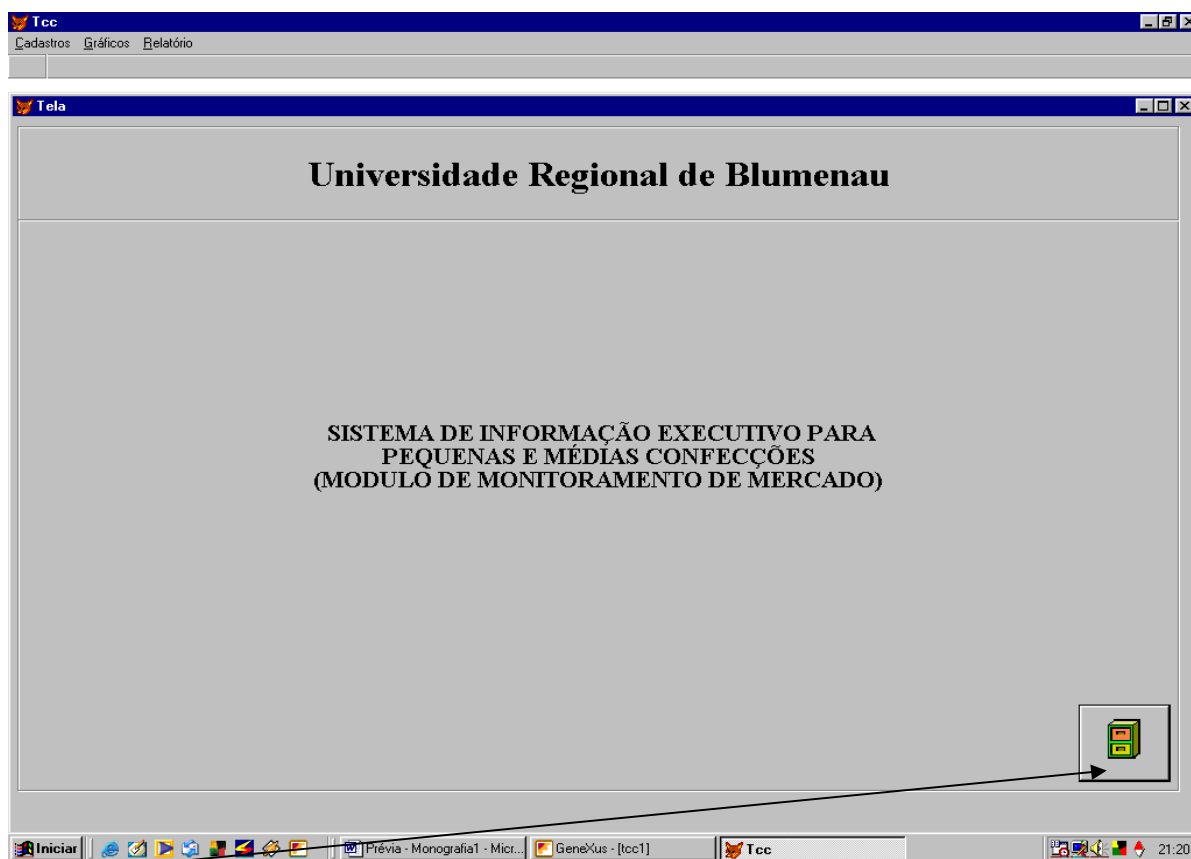 Tcc
Cadastros Gráficos Relatório
Tela
Universidade Regional de Blumenau
SISTEMA DE INFORMAÇÃO EXECUTIVO PARA
PEQUENAS E MÉDIAS CONFECÇÕES
(MODULO DE MONITORAMENTO DE MERCADO)
Iniciar Prévia - Monografia1 - Micr... GeneXus - [tcc1] Tcc 21:20